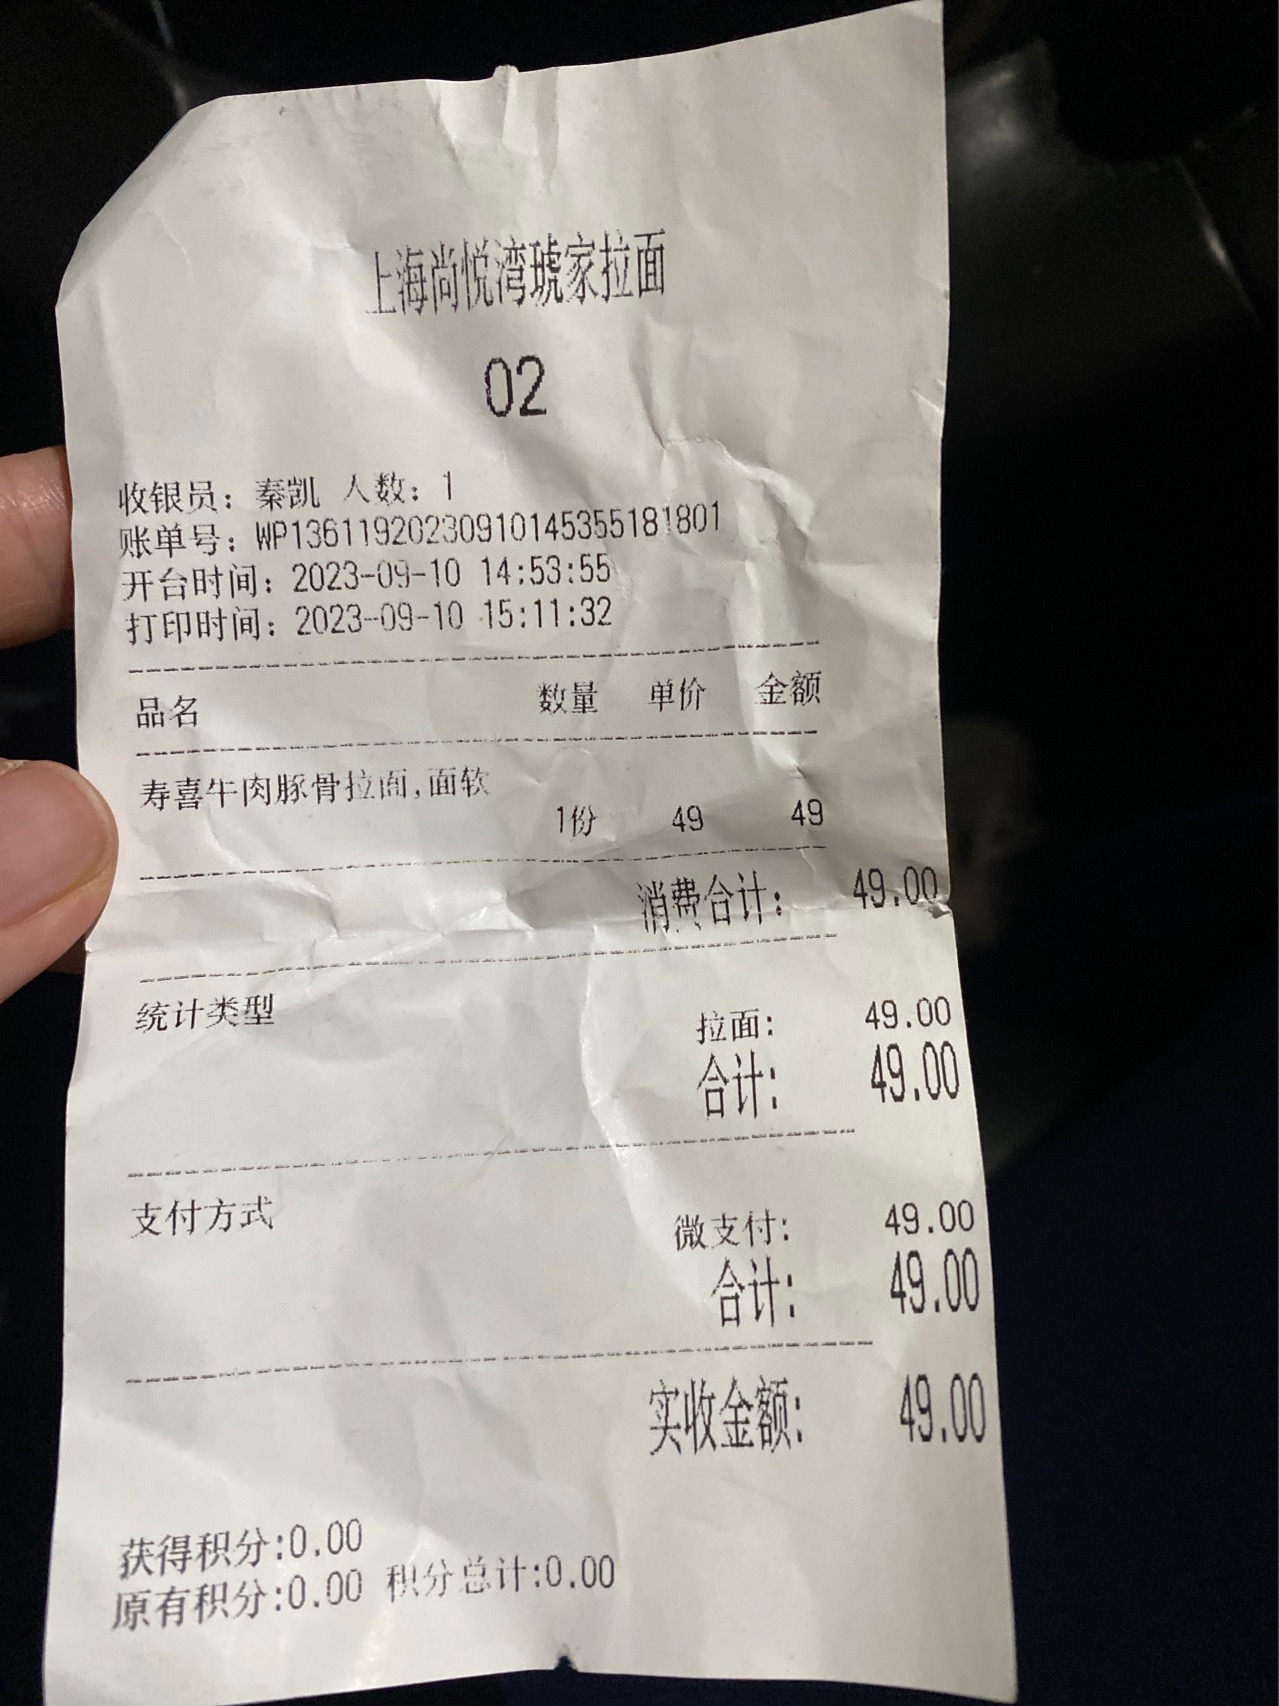 上海尚悦湾琥家拉面
02
收银员：秦凯 人数：1
账单号：WP13611920230910145355181801
开台时间：2023-09-10 14:53:55
打印时间：2023-09-10 15:11:32
品名 数量 单价 金额
寿喜牛肉豚骨拉面,面软
1份 49 49
消费合计：49.00
统计类型 拉面：49.00
合计：49.00
支付方式 微支付：49.00
合计：49.00
实收金额：49.00
获得积分:0.00
原有积分:0.00 积分总计:0.00